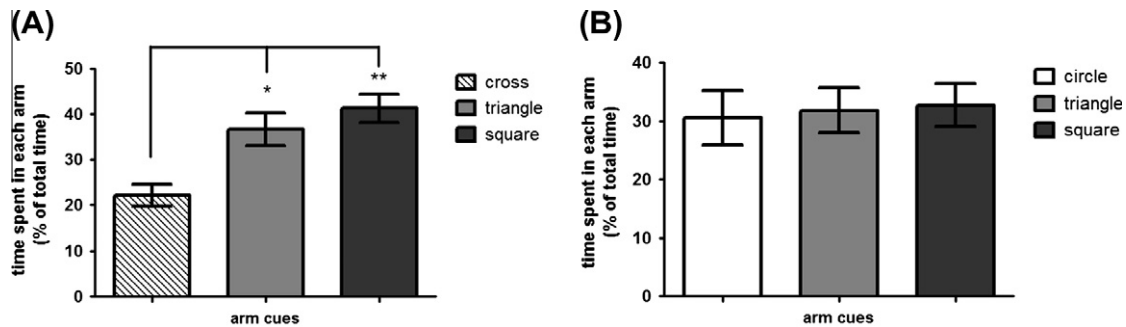 (A)
time spent in each arm
(% of total time)
50
40
30
20
10
0
*
**
arm cues
cross
triangle
square
(B)
time spent in each arm
(% of total time)
40
30
20
10
0
arm cues
circle
triangle
square